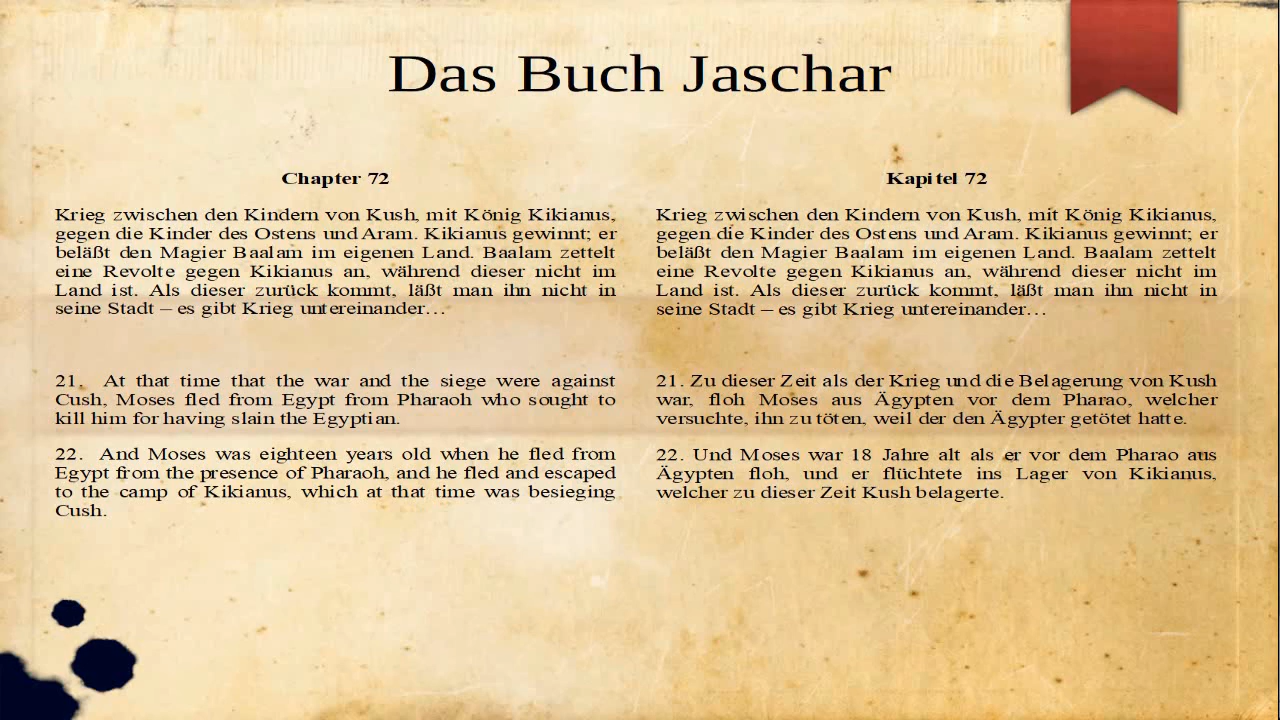 Das Buch Jaschar
Chapter 72
Krieg zwischen den Kindern von Kush, mit König Kikianus,
gegen die Kinder des Ostens und Aram. Kikianus gewinnt; er
beläßt den Magier Baalam im eigenen Land. Baalam zettelt
eine Revolte gegen Kikianus an, während dieser nicht im
Land ist. Als dieser zurück kommt, läßt man ihn nicht in
seine Stadt – es gibt Krieg untereinander…
21. At that time that the war and the siege were against
Cush, Moses fled from Egypt from Pharaoh who sought to
kill him for having slain the Egyptian.
22. And Moses was eighteen years old when he fled from
Egypt from the presence of Pharaoh, and he fled and escaped
to the camp of Kikianus, which at that time was besieging
Cush.
Kapitel 72
Krieg zwischen den Kindern von Kush, mit König Kikianus,
gegen die Kinder des Ostens und Aram. Kikianus gewinnt; er
beläßt den Magier Baalam im eigenen Land. Baalam zettelt
eine Revolte gegen Kikianus an, während dieser nicht im
Land ist. Als dieser zurück kommt, läßt man ihn nicht in
seine Stadt – es gibt Krieg untereinander…
21. Zu dieser Zeit als der Krieg und die Belagerung von Kush
war, floh Moses aus Ägypten vor dem Pharao, welcher
versuchte, ihn zu töten, weil der den Ägypter getötet hatte.
22. Und Moses war 18 Jahre alt als er vor dem Pharao aus
Ägypten floh, und er flüchtete ins Lager von Kikianus,
welcher zu dieser Zeit Kush belagerte.